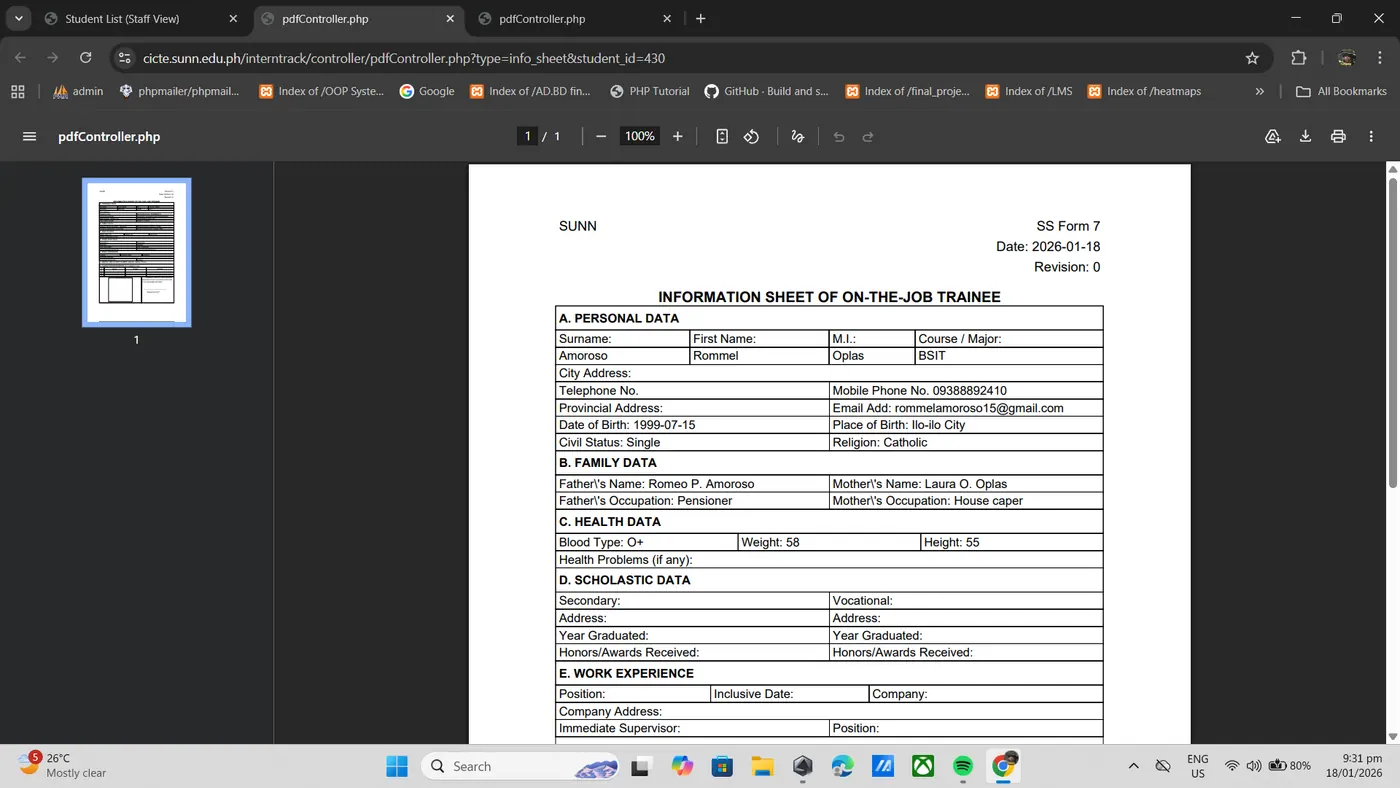 Student List (Staff View)
pdfController.php
pdfController.php
cicte.sunn.edu.ph/interntrack/controller/pdfController.php?type=info_sheet&student_id=430
admin
phpmailer/phpmail...
Index of /OOP Syste...
Google
Index of /AD.BD fin...
PHP Tutorial
GitHub - Build and s...
Index of /final_proje...
Index of /LMS
Index of /heatmaps
All Bookmarks
pdfController.php
1 / 1
100%
1
SUNN
SS Form 7
Date: 2026-01-18
Revision: 0
INFORMATION SHEET OF ON-THE-JOB TRAINEE
A. PERSONAL DATA
Surname: First Name: M.I.: Course / Major:
Amoroso Rommel Oplas BSIT
City Address:
Telephone No. Mobile Phone No. 09388892410
Provincial Address: Email Add: rommelamoroso15@gmail.com
Date of Birth: 1999-07-15 Place of Birth: Ilo-ilo City
Civil Status: Single Religion: Catholic
B. FAMILY DATA
Father\'s Name: Romeo P. Amoroso Mother\'s Name: Laura O. Oplas
Father\'s Occupation: Pensioner Mother\'s Occupation: House caper
C. HEALTH DATA
Blood Type: O+ Weight: 58 Height: 55
Health Problems (if any):
D. SCHOLASTIC DATA
Secondary: Vocational:
Address: Address:
Year Graduated: Year Graduated:
Honors/Awards Received: Honors/Awards Received:
E. WORK EXPERIENCE
Position: Inclusive Date: Company:
Company Address:
Immediate Supervisor: Position:
5
26°C
Mostly clear
Search
ENG
US
80%
9:31 pm
18/01/2026